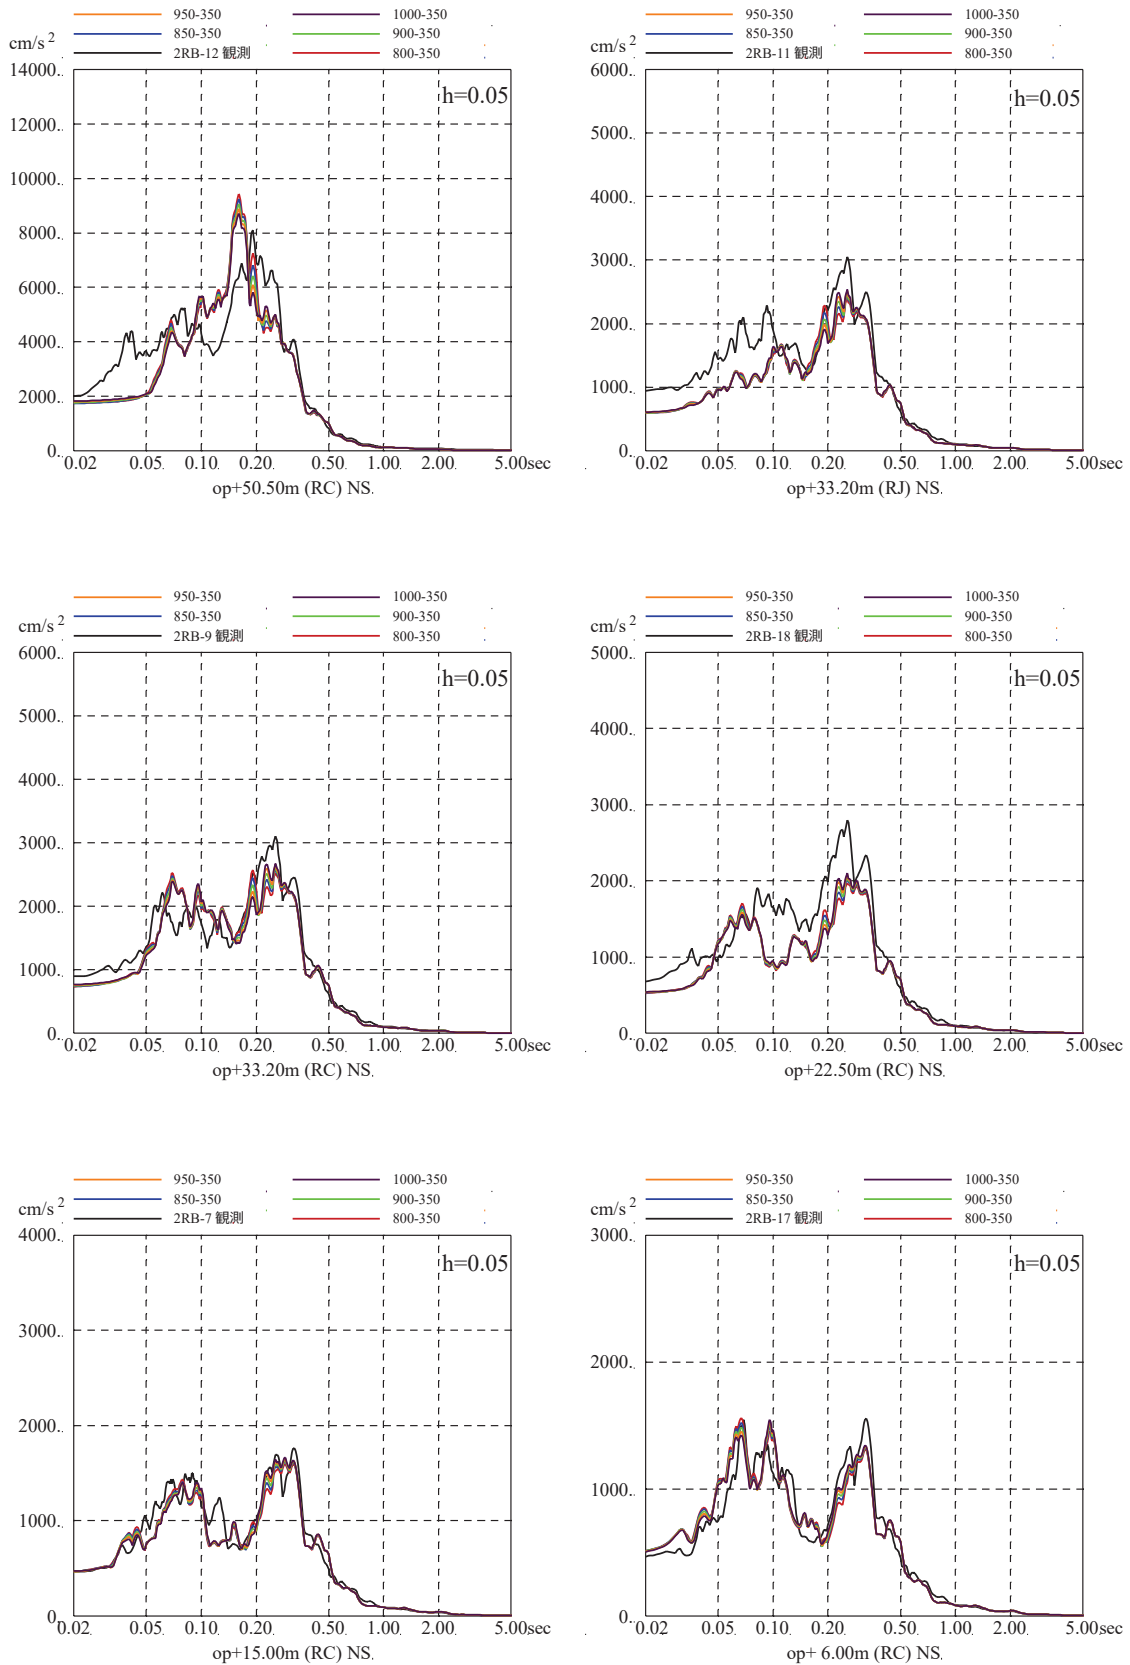 950-350 1000-350
850-350 900-350
2RB-12 観測 800-350
cm/s 2
14000.
12000.
10000.
8000.
6000.
4000.
2000.
0.
h=0.05
0.02 0.05 0.10 0.20 0.50 1.00 2.00 5.00sec
op+50.50m (RC) NS
950-350 1000-350
850-350 900-350
2RB-11 観測 800-350
cm/s 2
6000.
5000.
4000.
3000.
2000.
1000.
0.
h=0.05
0.02 0.05 0.10 0.20 0.50 1.00 2.00 5.00sec
op+33.20m (RJ) NS
950-350 1000-350
850-350 900-350
2RB-9 観測 800-350
cm/s 2
6000.
5000.
4000.
3000.
2000.
1000.
0.
h=0.05
0.02 0.05 0.10 0.20 0.50 1.00 2.00 5.00sec
op+33.20m (RC) NS
950-350 1000-350
850-350 900-350
2RB-18 観測 800-350
cm/s 2
5000.
4000.
3000.
2000.
1000.
0.
h=0.05
0.02 0.05 0.10 0.20 0.50 1.00 2.00 5.00sec
op+22.50m (RC) NS
950-350 1000-350
850-350 900-350
2RB-7 観測 800-350
cm/s 2
4000.
3000.
2000.
1000.
0.
h=0.05
0.02 0.05 0.10 0.20 0.50 1.00 2.00 5.00sec
op+15.00m (RC) NS
950-350 1000-350
850-350 900-350
2RB-17 観測 800-350
cm/s 2
3000.
2000.
1000.
0.
h=0.05
0.02 0.05 0.10 0.20 0.50 1.00 2.00 5.00sec
op+ 6.00m (RC) NS